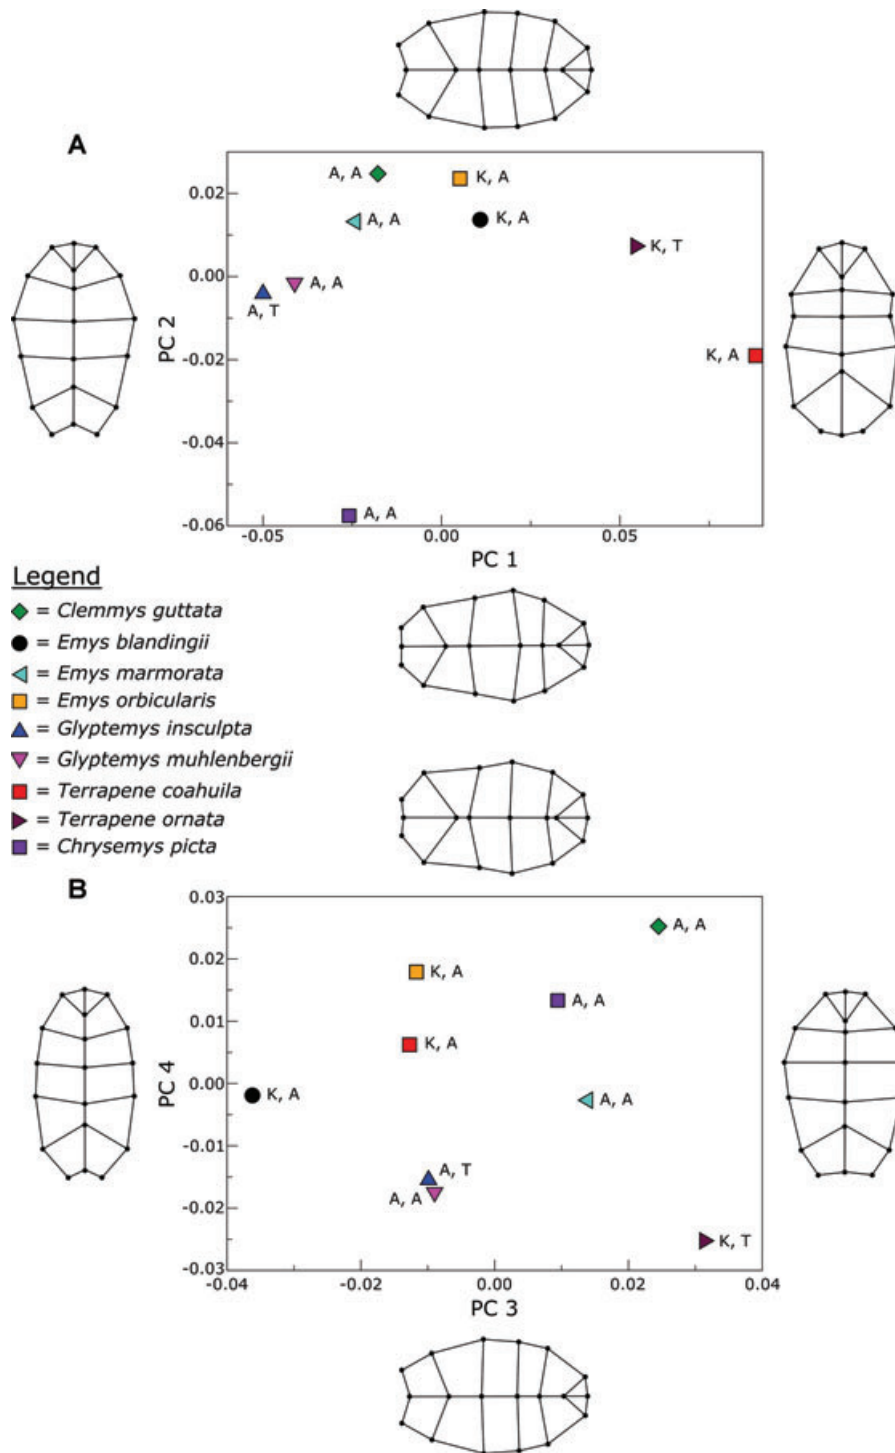 A
0.02
0.00
-0.02
-0.04
-0.06
PC 2
A, A
K, A
A, A
K, A
K, T
A, A
A, T
K, A
A, A
-0.05
0.00
0.05
PC 1
Legend
= Clemmys guttata
= Emys blandingii
= Emys marmorata
= Emys orbicularis
= Glyptemys insculpta
= Glyptemys muhlenbergii
= Terrapene coahuila
= Terrapene ornata
= Chrysemys picta
B
0.03
0.02
0.01
0.00
-0.01
-0.02
-0.03
PC 4
A, A
K, A
A, A
K, A
K, A
A, A
A, T
A, A
K, T
-0.04
-0.02
0.00
0.02
0.04
PC 3